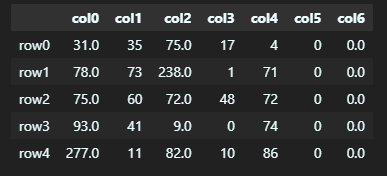 col0 col1 col2 col3 col4 col5 col6
row0 31.0 35 75.0 17 4 0 0.0
row1 78.0 73 238.0 1 71 0 0.0
row2 75.0 60 72.0 48 72 0 0.0
row3 93.0 41 9.0 0 74 0 0.0
row4 277.0 11 82.0 10 86 0 0.0